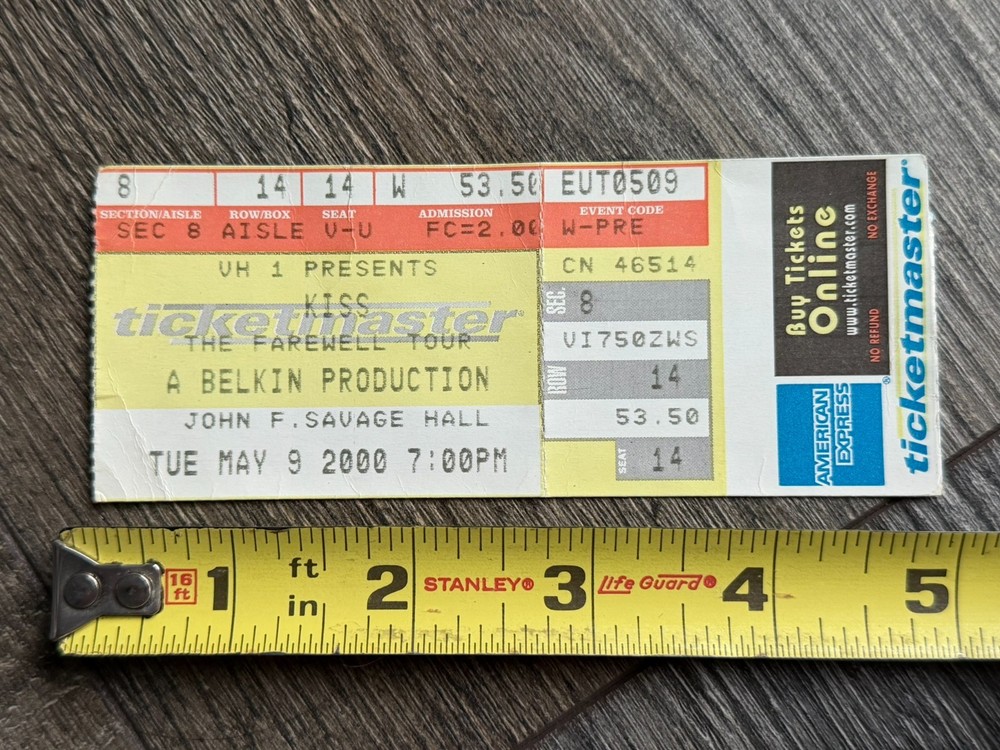 8 14 14 W 53.50 EUT0509
SECTION/AISLE ROW/BOX SEAT ADMISSION EVENT CODE
SEC 8 AISLE V-U FC=2.00 W-PRE
VH 1 PRESENTS
KISS
ticketmaster
THE FAREWELL TOUR
A BELKIN PRODUCTION
JOHN F.SAVAGE HALL
TUE MAY 9 2000 7:00PM
CN 46514
SEC. 8
VI750ZWS
ROW 14
53.50
SEAT 14
Buy Tickets
Online
www.ticketmaster.com
NO REFUND NO EXCHANGE
AMERICAN
EXPRESS®
ticketmaster®
16
ft
1 ft 2 STANLEY® 3 Life Guard® 4 5
in